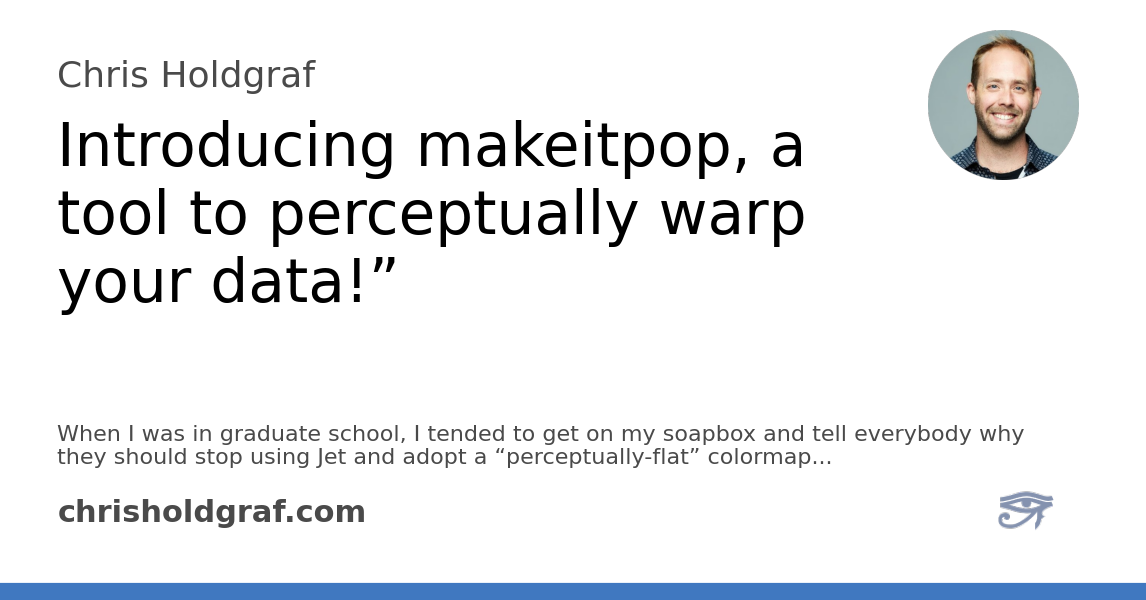 Chris Holdgraf
Introducing makeitpop, a
tool to perceptually warp
your data!”
When I was in graduate school, I tended to get on my soapbox and tell everybody why
they should stop using Jet and adopt a “perceptually-flat” colormap...
chrisholdgraf.com